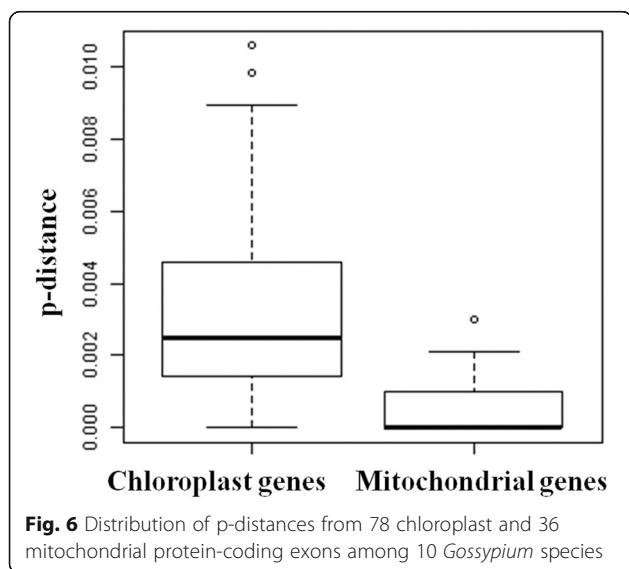 0.010
0.008
0.006
0.004
0.002
0.000
p-distance
Chloroplast genes Mitochondrial genes
Fig. 6 Distribution of p-distances from 78 chloroplast and 36
mitochondrial protein-coding exons among 10 Gossypium species